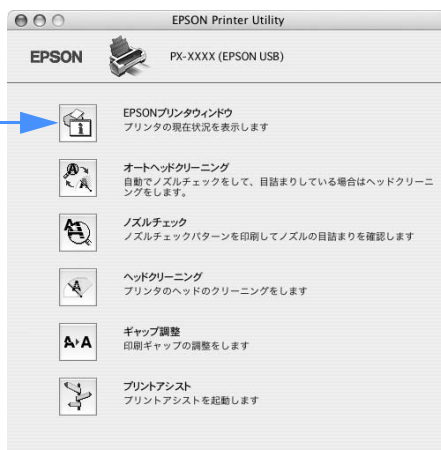 EPSON Printer Utility
EPSON
PX-XXXX (EPSON USB)
EPSONプリンタウィンドウ
プリンタの現在状況を表示します
オートヘッドクリーニング
自動でノズルチェックをして、目詰まりしている場合はヘッドクリーニ
ングをします。
ノズルチェック
ノズルチェックパターンを印刷してノズルの目詰まりを確認します
ヘッドクリーニング
プリンタのヘッドのクリーニングをします
A▸A
ギャップ調整
印刷ギャップの調整をします
プリントアシスト
プリントアシストを起動します